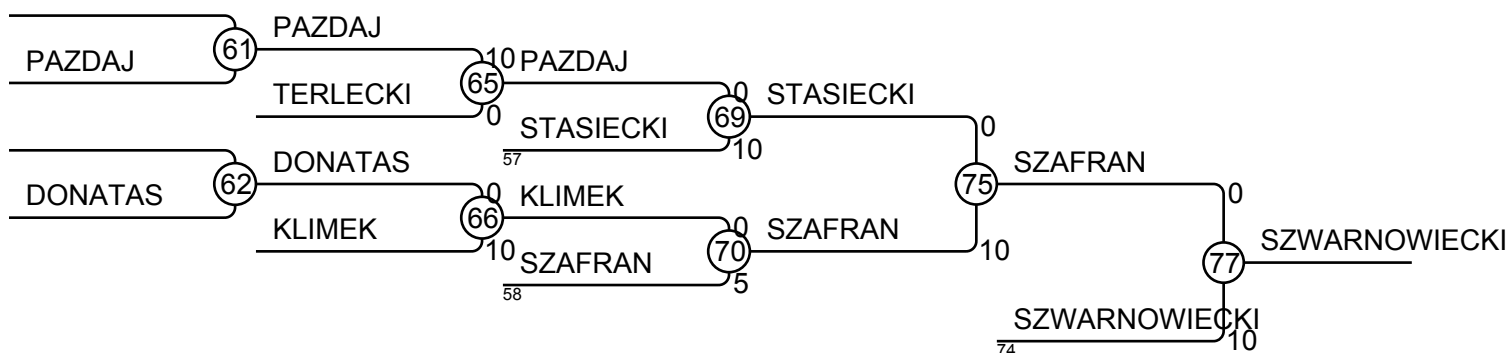 PAZDAJ
61
PAZDAJ
10
PAZDAJ
65
TERLECKI
0
0
STASIECKI
69
STASIECKI
57
10
0
DONATAS
62
DONATAS
0
KLIMEK
66
KLIMEK
10
0
SZAFRAN
70
SZAFRAN
58
5
75
SZAFRAN
10
0
77
SZWARNOWIECKI
SZWARNOWIECKI
74
10